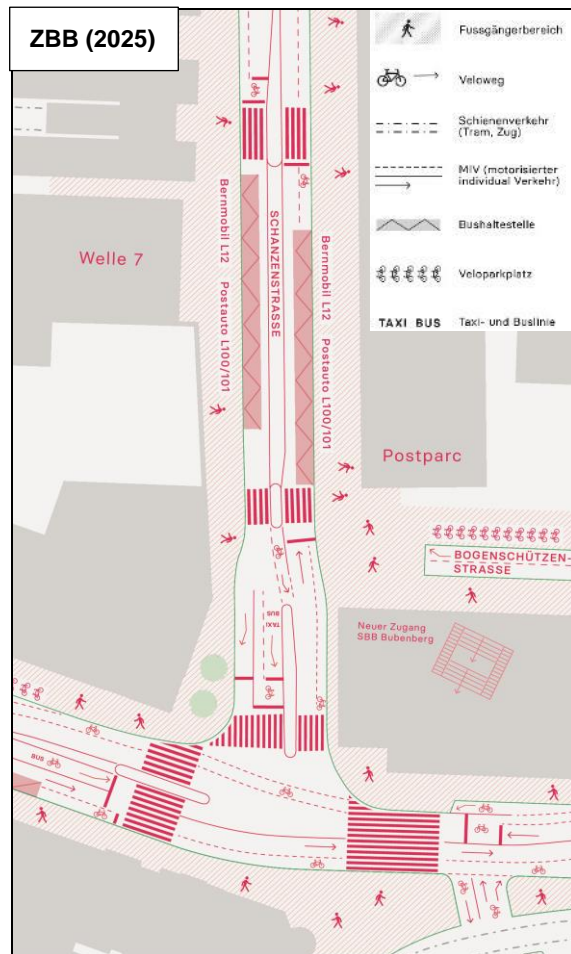 ZBB (2025)
Fussgängerbereich
Veloweg
Schienenverkehr
(Tram, Zug)
MIV (motorisierter
individual Verkehr)
Bushaltestelle
Veloparkplatz
TAXI BUS
Taxi- und Buslinie
Welle 7
Bernmobil L12 Postauto L100/101
SCHANZENSTRASSE
Bernmobil L12 Postauto L100/101
Postparc
BOGENSCHÜTZEN-
STRASSE
Neuer Zugang
SBB Bubenberg
TAXI
BUS
BUS